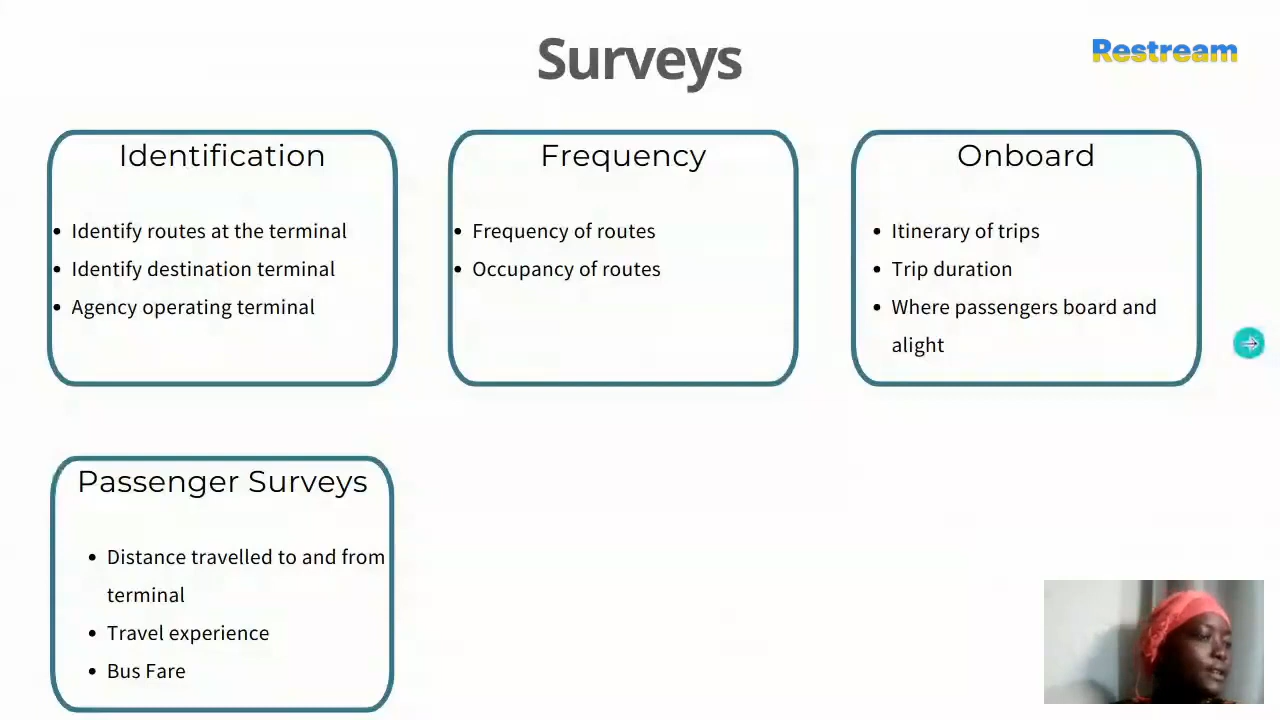 Surveys
Restream
Identification
Identify routes at the terminal
Identify destination terminal
Agency operating terminal
Frequency
Frequency of routes
Occupancy of routes
Onboard
Itinerary of trips
Trip duration
Where passengers board and
alight
Passenger Surveys
Distance travelled to and from
terminal
Travel experience
Bus Fare